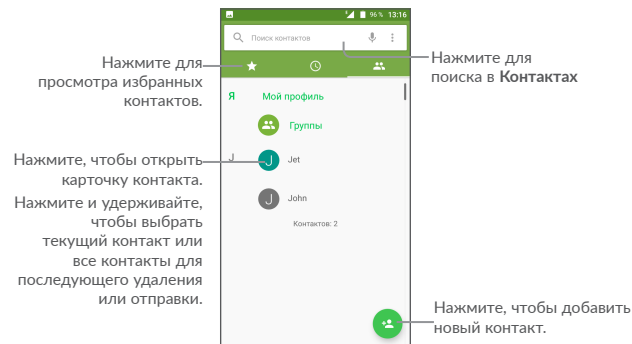 96 % 13:16
Поиск контактов
Нажмите для
просмотра избранных
контактов.
Нажмите для
поиска в Контактах
Я Мой профиль
Группы
Нажмите, чтобы открыть
карточку контакта.
J J Jet
Нажмите и удерживайте,
чтобы выбрать
текущий контакт или
все контакты для
последующего удаления
или отправки.
J John
Контактов: 2
Нажмите, чтобы добавить
новый контакт.